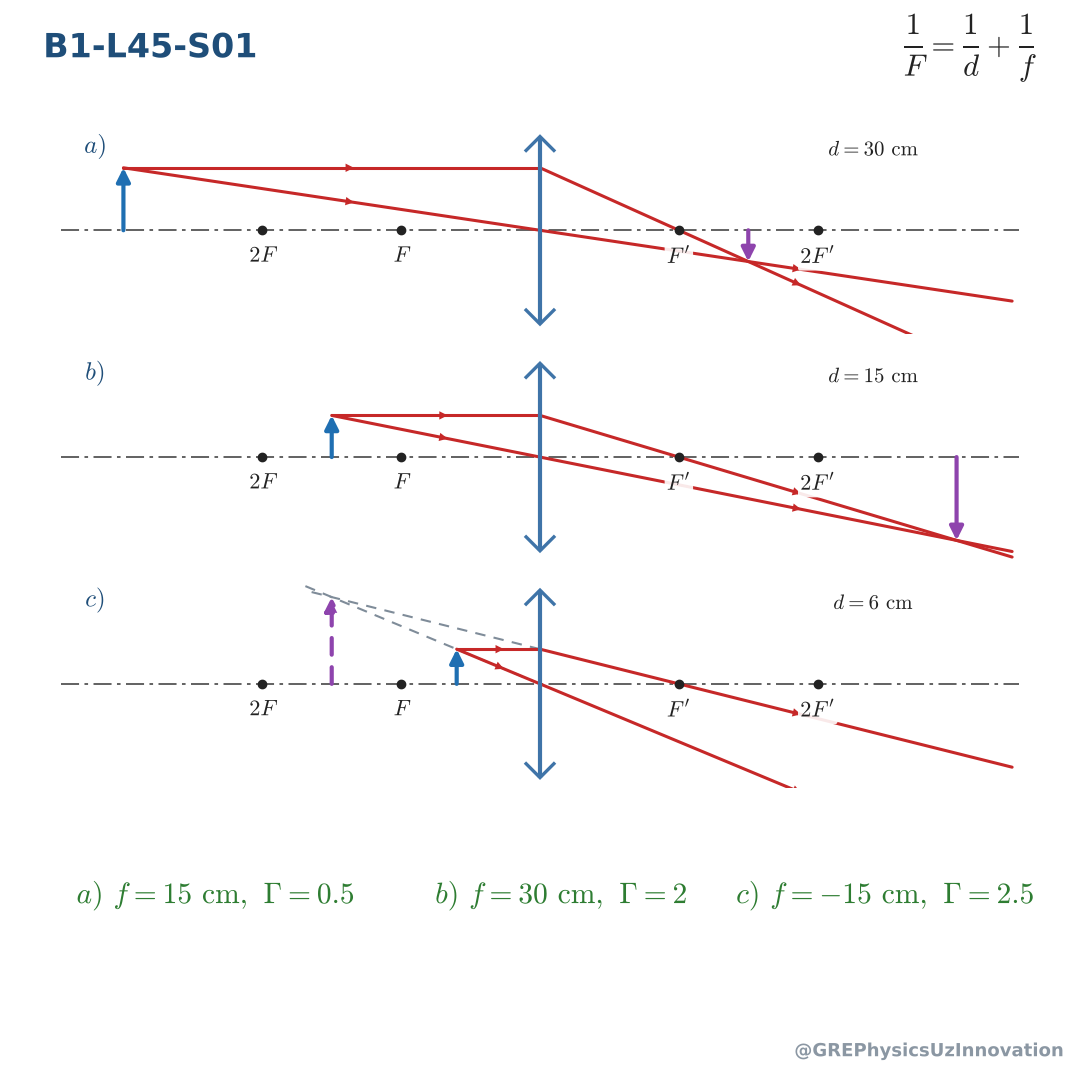 B1-L45-S01
1/F = 1/d + 1/f
a)
d = 30 cm
2F F F′ 2F′
b)
d = 15 cm
2F F F′ 2F′
c)
d = 6 cm
2F F F′ 2F′
a) f = 15 cm, Γ = 0.5 b) f = 30 cm, Γ = 2 c) f = −15 cm, Γ = 2.5
@GREPhysicsUzInnovation